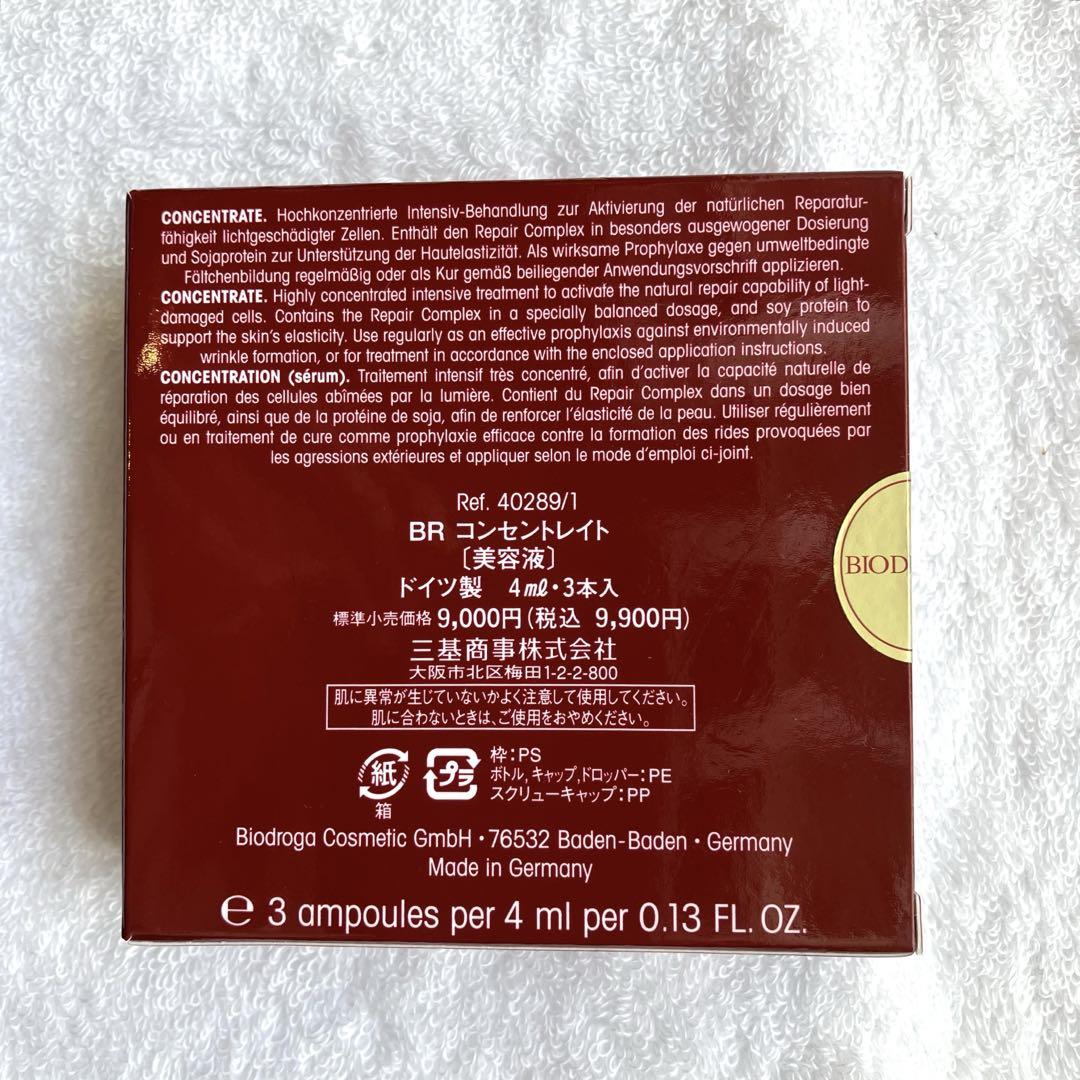 CONCENTRATE. Hochkonzentrierte Intensiv-Behandlung zur Aktivierung der natürlichen Reparatur-
fähigkeit lichtgeschädigter Zellen. Enthält den Repair Complex in besonders ausgewogener Dosierung
und Sojaprotein zur Unterstützung der Hautelastizität. Als wirksame Prophylaxe gegen umweltbedingte
Fältchenbildung regelmäßig oder als Kur gemäß beiliegender Anwendungsvorschrift applizieren.
CONCENTRATE. Highly concentrated intensive treatment to activate the natural repair capability of light-
damaged cells. Contains the Repair Complex in a specially balanced dosage, and soy protein to
support the skin's elasticity. Use regularly as an effective prophylaxis against environmentally induced
wrinkle formation, or for treatment in accordance with the enclosed application instructions.
CONCENTRATION (sérum). Traitement intensif très concentré, afin d'activer la capacité naturelle de
réparation des cellules abîmées par la lumière. Contient du Repair Complex dans un dosage bien
équilibré, ainsi que de la protéine de soja, afin de renforcer l'élasticité de la peau. Utiliser régulièrement
ou en traitement de cure comme prophylaxie efficace contre la formation des rides provoquées par
les agressions extérieures et appliquer selon le mode d'emploi ci-joint.
Ref. 40289/1
BR コンセントレイト
〔美容液〕
ドイツ製 4ml・3本入
標準小売価格 9,000円(税込 9,900円)
三基商事株式会社
大阪市北区梅田1-2-2-800
肌に異常が生じていないかよく注意して使用してください。
肌に合わないときは、ご使用をおやめください。
紙
箱
プラ
枠:PS
ボトル,キャップ,ドロッパー:PE
スクリューキャップ:PP
BIOD
Biodroga Cosmetic GmbH • 76532 Baden-Baden • Germany
Made in Germany
℮ 3 ampoules per 4 ml per 0.13 FL. OZ.